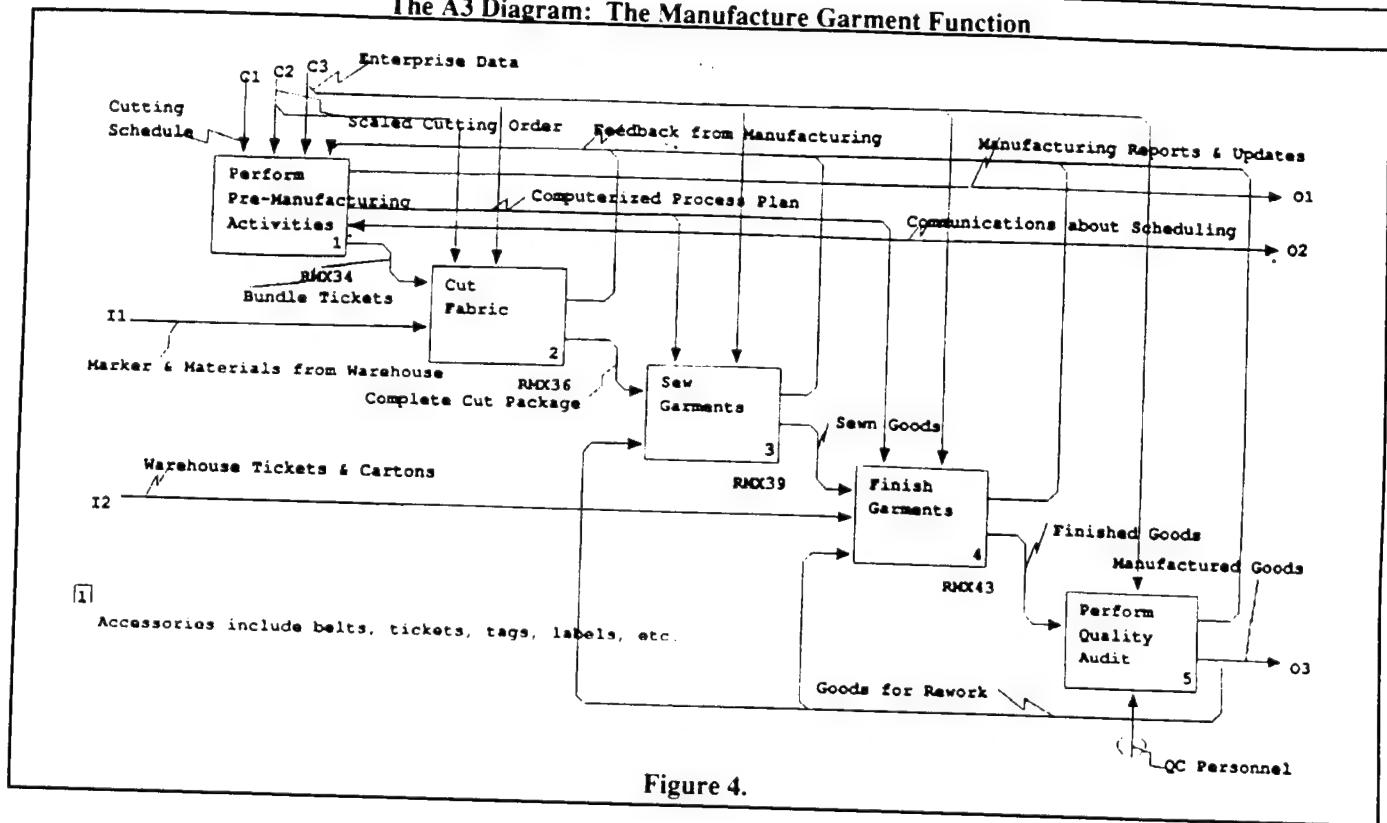 The A3 Diagram: The Manufacture Garment Function
C1 C2 C3 Enterprise Data
Cutting
Schedule
Scaled Cutting Order
Feedback from Manufacturing
Manufacturing Reports & Updates
O1
Perform
Pre-Manufacturing
Activities
1
Computerized Process Plan
Communications about Scheduling
O2
RMX34
Bundle Tickets
Cut
Fabric
2
I1
Marker & Materials from Warehouse
RMX36
Complete Cut Package
Sew
Garments
3
Sewn Goods
Warehouse Tickets & Cartons
RMX39
I2
Finish
Garments
4
Finished Goods
Manufactured Goods
RMX43
1
Accessories include belts, tickets, tags, labels, etc.
Perform
Quality
Audit
5
O3
Goods for Rework
QC Personnel
Figure 4.